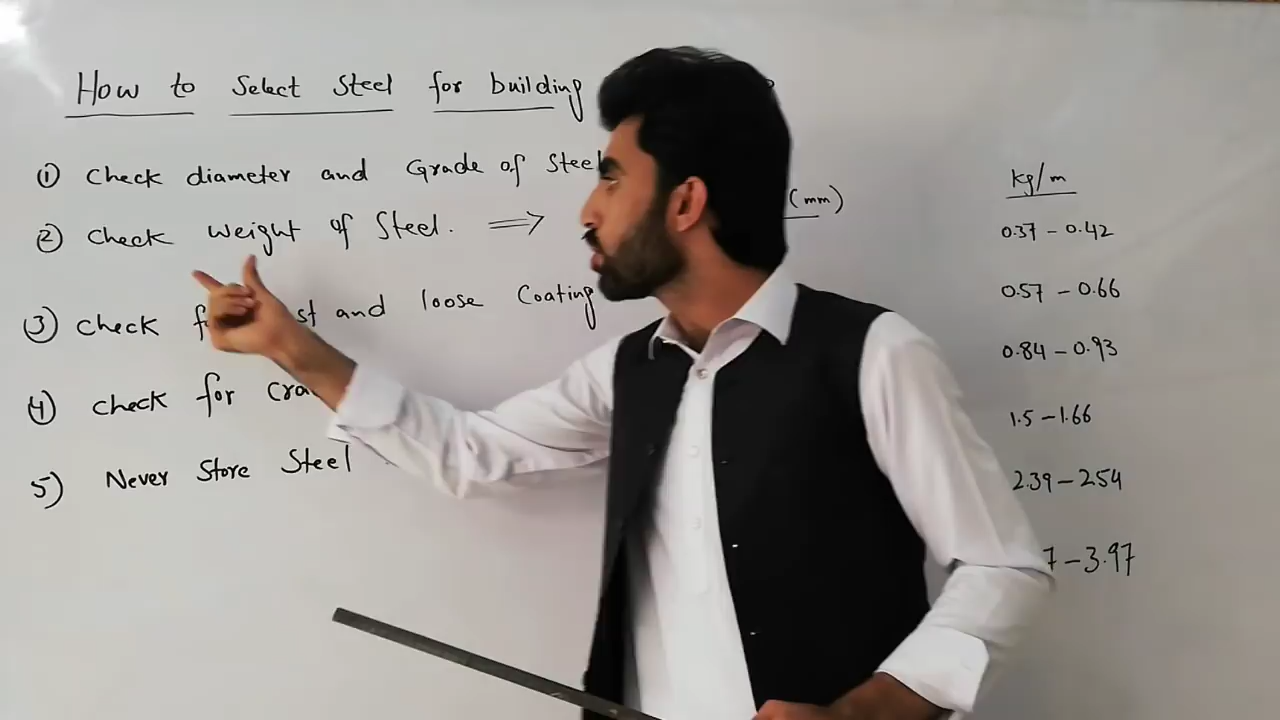 How to Select Steel for building
① Check diameter and Grade of Steel
(mm)
kg/m
② Check weight of Steel. ⟹
0.37 - 0.42
③ Check and loose Coating
0.57 - 0.66
0.84 - 0.93
④ Check for
1.5 - 1.66
5) Never Store Steel
2.39 - 2.54
7 - 3.97